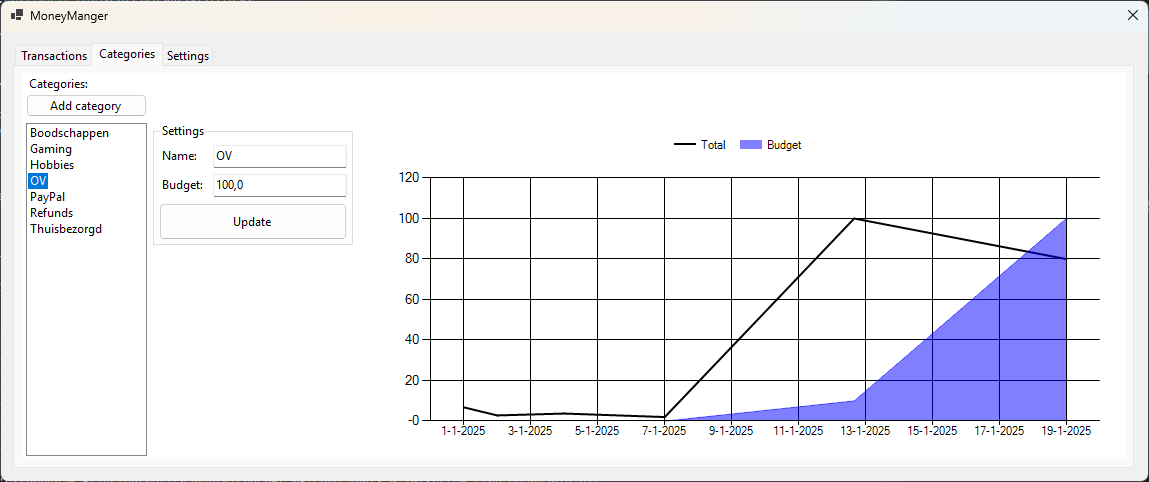 MoneyManger
Transactions Categories Settings
Categories:
Add category
Boodschappen
Gaming
Hobbies
OV
PayPal
Refunds
Thuisbezorgd
Settings
Name: OV
Budget: 100,0
Update
Total Budget
120
100
80
60
40
20
-0
1-1-2025 3-1-2025 5-1-2025 7-1-2025 9-1-2025 11-1-2025 13-1-2025 15-1-2025 17-1-2025 19-1-2025